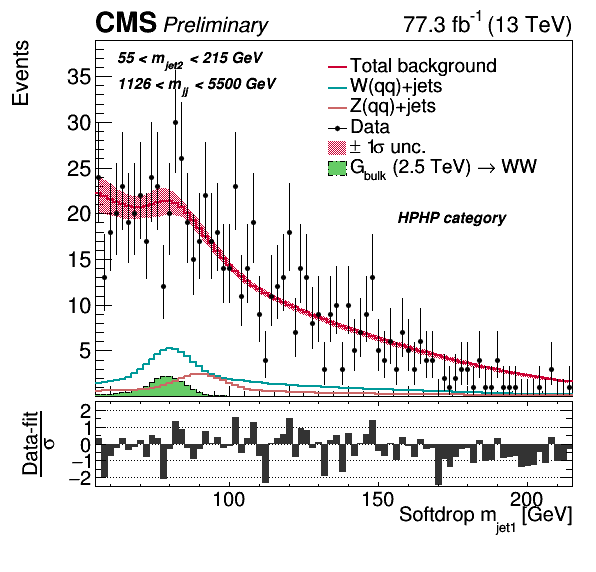 CMS Preliminary 77.3 fb⁻¹ (13 TeV)
Events
55 < m_jet2 < 215 GeV
1126 < m_jj < 5500 GeV
Total background
W(qq)+jets
Z(qq)+jets
Data
± 1σ unc.
G_bulk (2.5 TeV) → WW
HPHP category
35
30
25
20
15
10
5
Data-fit
σ
2
1
0
−1
−2
100 150 200
Softdrop m_jet1 [GeV]